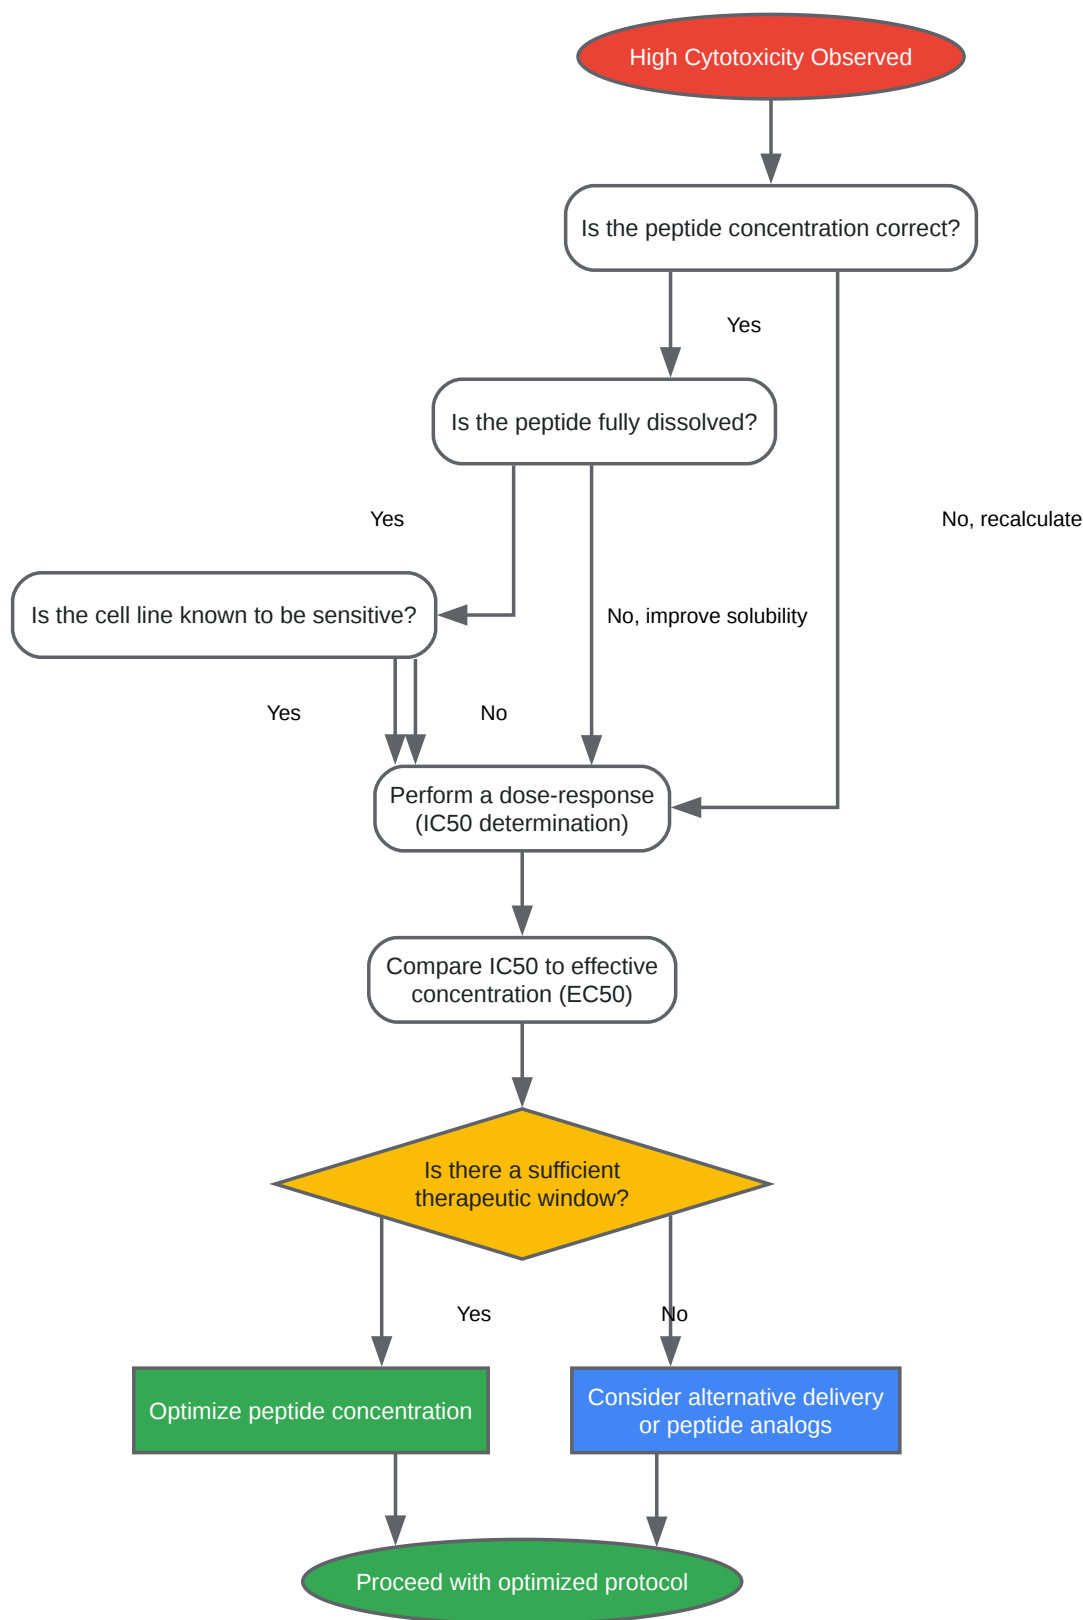 High Cytotoxicity Observed
Is the peptide concentration correct?
Yes
Is the peptide fully dissolved?
Yes
No, recalculate
Is the cell line known to be sensitive?
No, improve solubility
Yes
No
Perform a dose-response
(IC50 determination)
Compare IC50 to effective
concentration (EC50)
Is there a sufficient
therapeutic window?
Yes
No
Optimize peptide concentration
Consider alternative delivery
or peptide analogs
Proceed with optimized protocol